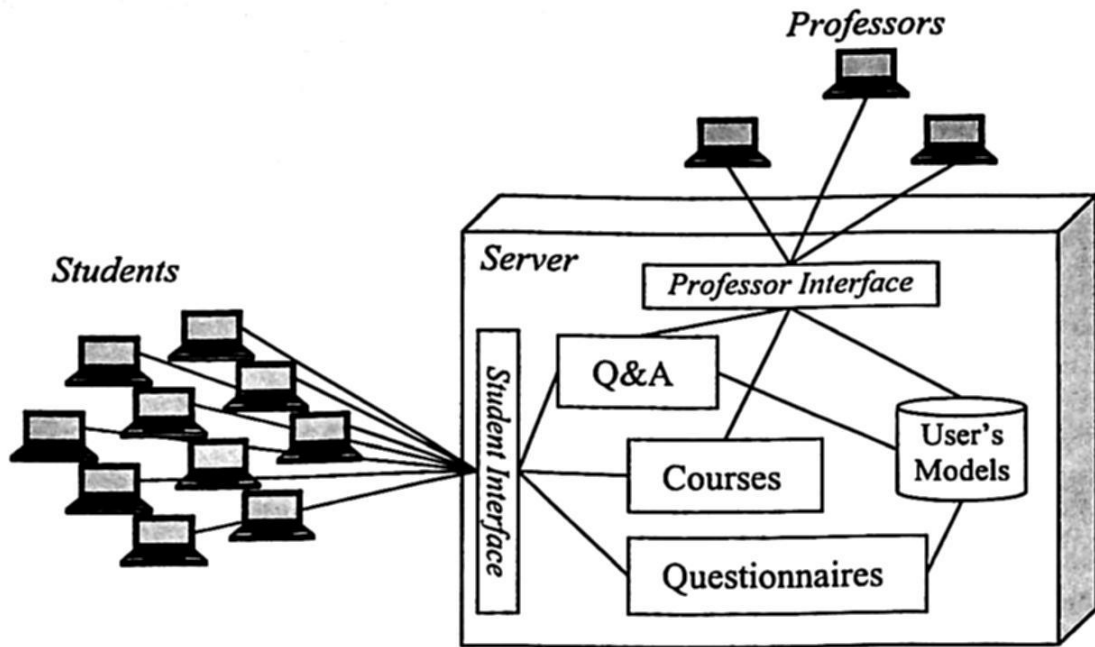 Professors
Students
Server
Professor Interface
Student Interface
Q&A
User's
Models
Courses
Questionnaires